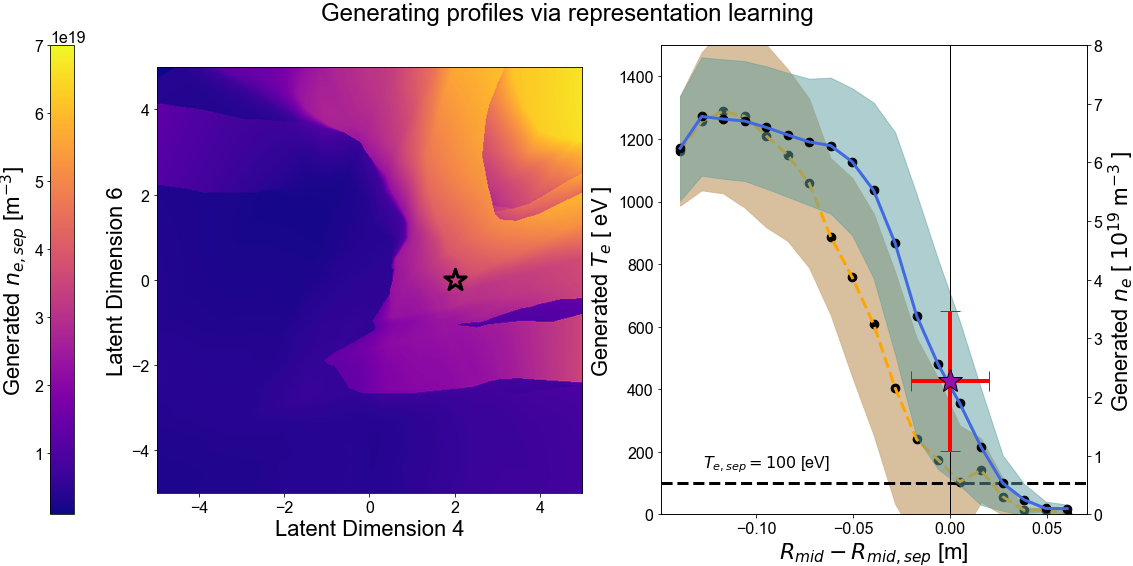 Generating profiles via representation learning
1e19
7
6
5
4
3
2
1
Generated $n_{e,sep}$ [m$^{-3}$]
Latent Dimension 6
4
2
0
−2
−4
−4 −2 0 2 4
Latent Dimension 4
Generated $T_e$ [ eV ]
1400
1200
1000
800
600
400
200
0
$T_{e,sep} = 100$ [eV]
−0.10 −0.05 0.00 0.05
$R_{mid} - R_{mid,sep}$ [m]
8
7
6
5
4
3
2
1
0
Generated $n_e$ [ $10^{19}$ m$^{-3}$ ]